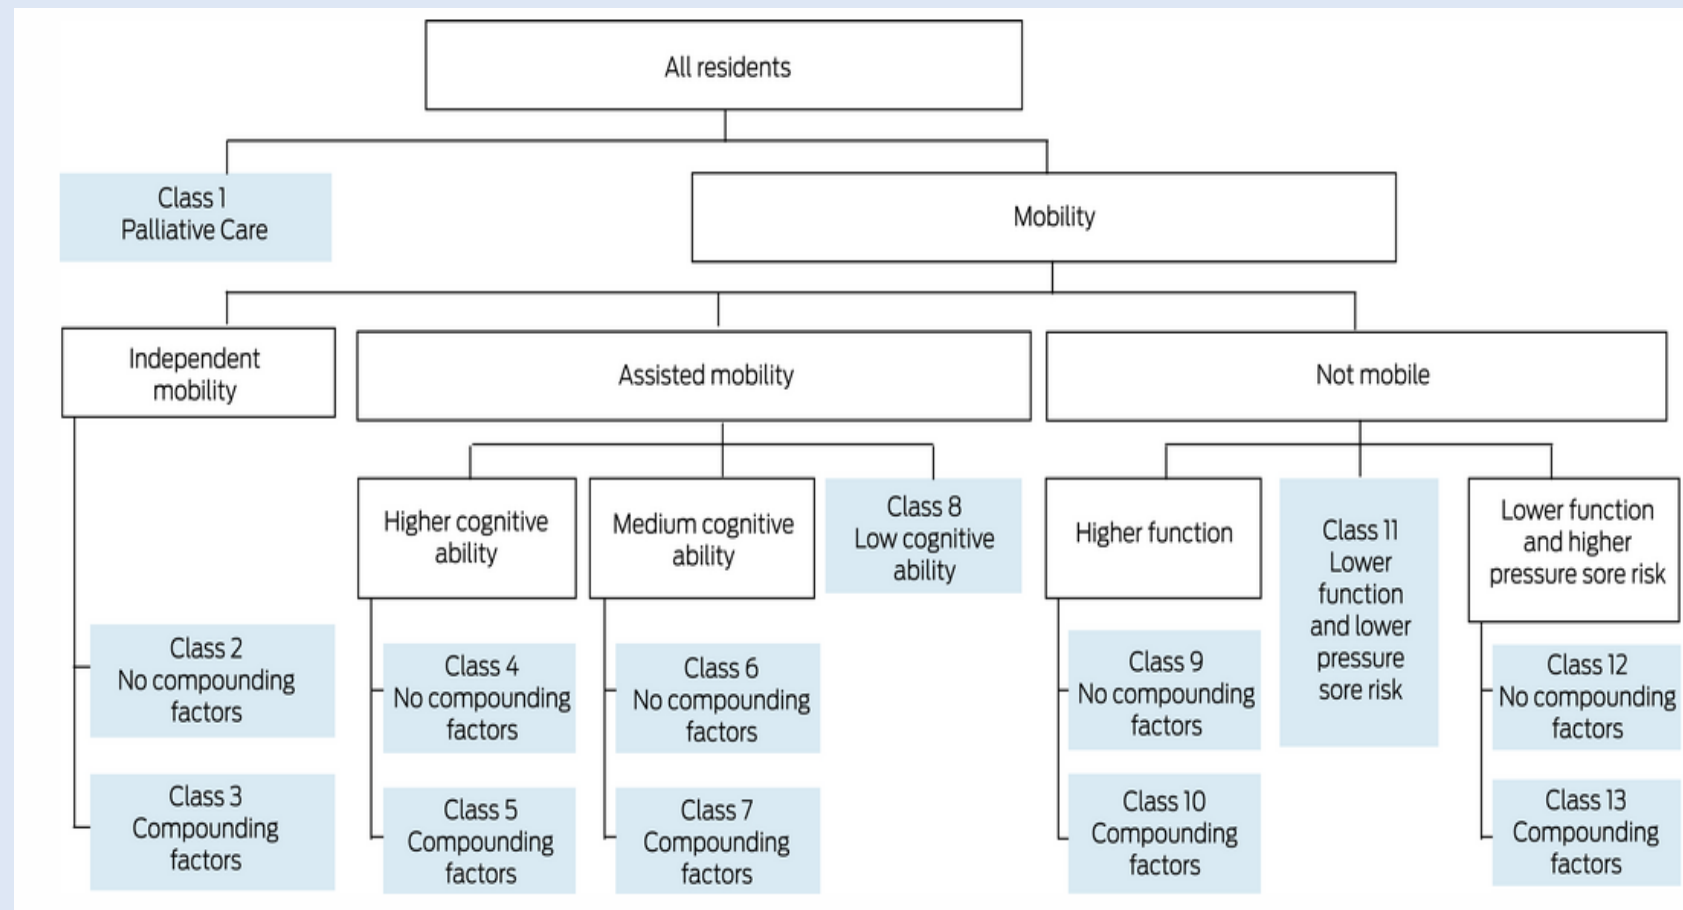 All residents
Class 1
Palliative Care
Mobility
Independent
mobility
Assisted mobility
Not mobile
Higher cognitive
ability
Medium cognitive
ability
Class 8
Low cognitive
ability
Higher function
Class 11
Lower
function
and lower
pressure
sore risk
Lower function
and higher
pressure sore risk
Class 2
No compounding
factors
Class 4
No compounding
factors
Class 6
No compounding
factors
Class 9
No compounding
factors
Class 12
No compounding
factors
Class 3
Compounding
factors
Class 5
Compounding
factors
Class 7
Compounding
factors
Class 10
Compounding
factors
Class 13
Compounding
factors